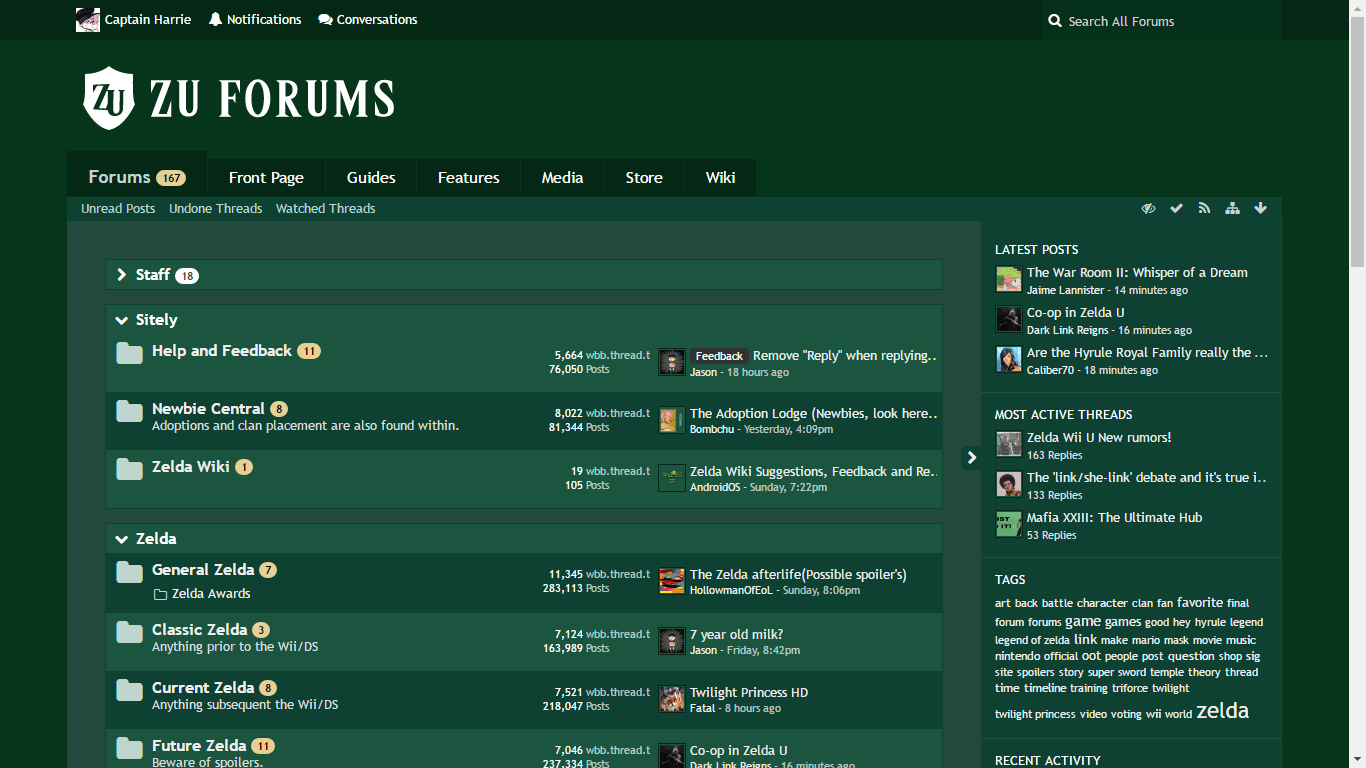 Captain Harrie Notifications Conversations Search All Forums
ZU ZU FORUMS
Forums 167 Front Page Guides Features Media Store Wiki
Unread Posts Undone Threads Watched Threads
Staff 18
Sitely
Help and Feedback 11
5,664 wbb.thread.t
76,050 Posts
Feedback Remove "Reply" when replying..
Jason - 18 hours ago
Newbie Central 8
Adoptions and clan placement are also found within.
8,022 wbb.thread.t
81,344 Posts
The Adoption Lodge (Newbies, look here..
Bombchu - Yesterday, 4:09pm
Zelda Wiki 1
19 wbb.thread.t
105 Posts
Zelda Wiki Suggestions, Feedback and Re..
AndroidOS - Sunday, 7:22pm
Zelda
General Zelda 7
Zelda Awards
11,345 wbb.thread.t
283,113 Posts
The Zelda afterlife(Possible spoiler's)
HollowmanOfEoL - Sunday, 8:06pm
Classic Zelda 3
Anything prior to the Wii/DS
7,124 wbb.thread.t
163,989 Posts
7 year old milk?
Jason - Friday, 8:42pm
Current Zelda 8
Anything subsequent the Wii/DS
7,521 wbb.thread.t
218,047 Posts
Twilight Princess HD
Fatal - 8 hours ago
Future Zelda 11
Beware of spoilers.
7,046 wbb.thread.t
237,334 Posts
Co-op in Zelda U
Dark Link Reigns - 16 minutes ago
LATEST POSTS
The War Room II: Whisper of a Dream
Jaime Lannister - 14 minutes ago
Co-op in Zelda U
Dark Link Reigns - 16 minutes ago
Are the Hyrule Royal Family really the ...
Caliber70 - 18 minutes ago
MOST ACTIVE THREADS
Zelda Wii U New rumors!
163 Replies
The 'link/she-link' debate and it's true i...
133 Replies
Mafia XXIII: The Ultimate Hub
53 Replies
TAGS
art back battle character clan fan favorite final
forum forums game games good hey hyrule legend
legend of zelda link make mario mask movie music
nintendo official oot people post question shop sig
site spoilers story super sword temple theory thread
time timeline training triforce twilight
twilight princess video voting wii world zelda
RECENT ACTIVITY